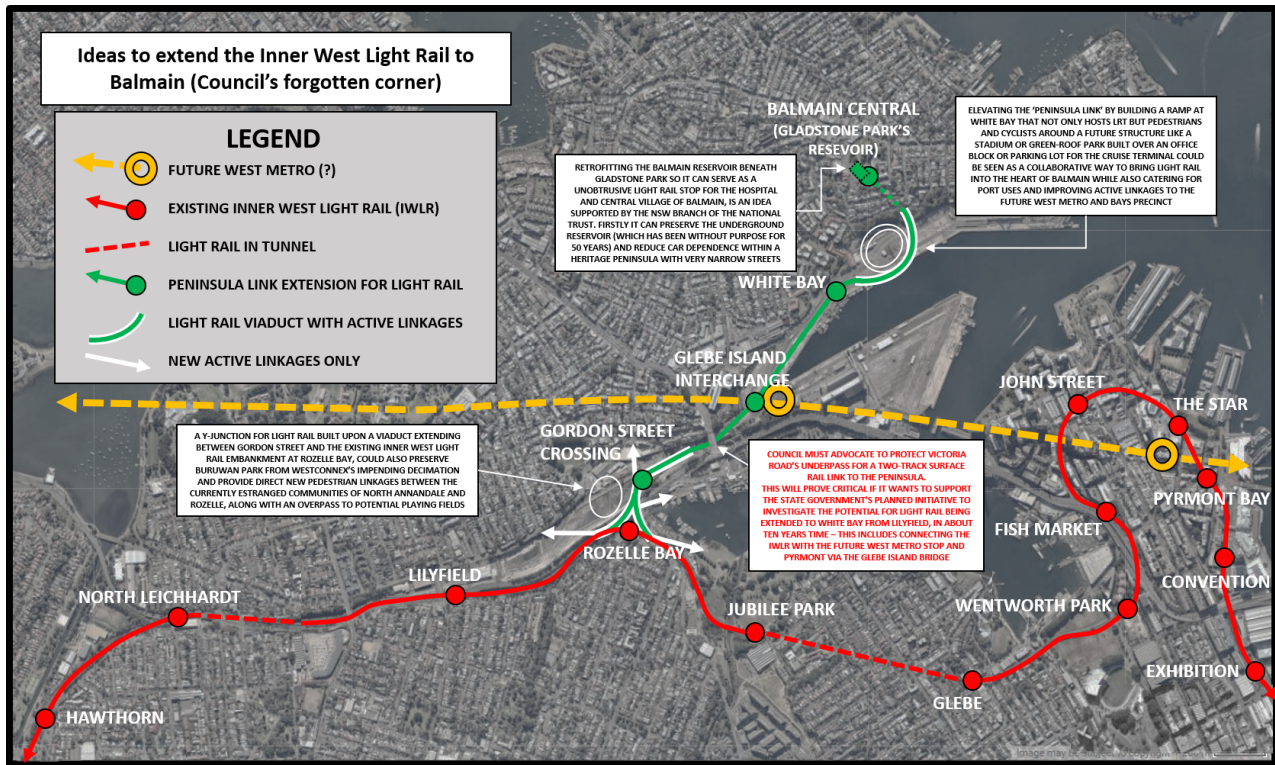 Ideas to extend the Inner West Light Rail to
Balmain (Council's forgotten corner)
LEGEND
FUTURE WEST METRO (?)
EXISTING INNER WEST LIGHT RAIL (IWLR)
LIGHT RAIL IN TUNNEL
PENINSULA LINK EXTENSION FOR LIGHT RAIL
LIGHT RAIL VIADUCT WITH ACTIVE LINKAGES
NEW ACTIVE LINKAGES ONLY
BALMAIN CENTRAL
(GLADSTONE PARK'S
RESEVOIR)
RETROFITTING THE BALMAIN RESERVOIR BENEATH
GLADSTONE PARK SO IT CAN SERVE AS A
UNOBTRUSIVE LIGHT RAIL STOP FOR THE HOSPITAL
AND CENTRAL VILLAGE OF BALMAIN, IS AN IDEA
SUPPORTED BY THE NSW BRANCH OF THE NATIONAL
TRUST. FIRSTLY IT CAN PRESERVE THE UNDERGROUND
RESERVOIR (WHICH HAS BEEN WITHOUT PURPOSE FOR
50 YEARS) AND REDUCE CAR DEPENDENCE WITHIN A
HERITAGE PENINSULA WITH VERY NARROW STREETS
ELEVATING THE 'PENINSULA LINK' BY BUILDING A RAMP AT
WHITE BAY THAT NOT ONLY HOSTS LRT BUT PEDESTRIANS
AND CYCLISTS AROUND A FUTURE STRUCTURE LIKE A
STADIUM OR GREEN-ROOF PARK BUILT OVER AN OFFICE
BLOCK OR PARKING LOT FOR THE CRUISE TERMINAL COULD
BE SEEN AS A COLLABORATIVE WAY TO BRING LIGHT RAIL
INTO THE HEART OF BALMAIN WHILE ALSO CATERING FOR
PORT USES AND IMPROVING ACTIVE LINKAGES TO THE
FUTURE WEST METRO AND BAYS PRECINCT
WHITE BAY
GLEBE ISLAND
INTERCHANGE
JOHN STREET
THE STAR
GORDON STREET
CROSSING
A Y-JUNCTION FOR LIGHT RAIL BUILT UPON A VIADUCT EXTENDING
BETWEEN GORDON STREET AND THE EXISTING INNER WEST LIGHT
RAIL EMBANKMENT AT ROZELLE BAY, COULD ALSO PRESERVE
BURUWAN PARK FROM WESTCONNEX'S IMPENDING DECIMATION
AND PROVIDE DIRECT NEW PEDESTRIAN LINKAGES BETWEEN THE
CURRENTLY ESTRANGED COMMUNITIES OF NORTH ANNANDALE AND
ROZELLE, ALONG WITH AN OVERPASS TO POTENTIAL PLAYING FIELDS
COUNCIL MUST ADVOCATE TO PROTECT VICTORIA
ROAD'S UNDERPASS FOR A TWO-TRACK SURFACE
RAIL LINK TO THE PENINSULA.
THIS WILL PROVE CRITICAL IF IT WANTS TO SUPPORT
THE STATE GOVERNMENT'S PLANNED INITIATIVE TO
INVESTIGATE THE POTENTIAL FOR LIGHT RAIL BEING
EXTENDED TO WHITE BAY FROM LILYFIELD, IN ABOUT
TEN YEARS TIME – THIS INCLUDES CONNECTING THE
IWLR WITH THE FUTURE WEST METRO STOP AND
PYRMONT VIA THE GLEBE ISLAND BRIDGE
PYRMONT BAY
FISH MARKET
ROZELLE BAY
LILYFIELD
CONVENTION
NORTH LEICHHARDT
JUBILEE PARK
WENTWORTH PARK
EXHIBITION
GLEBE
HAWTHORN
Image may be